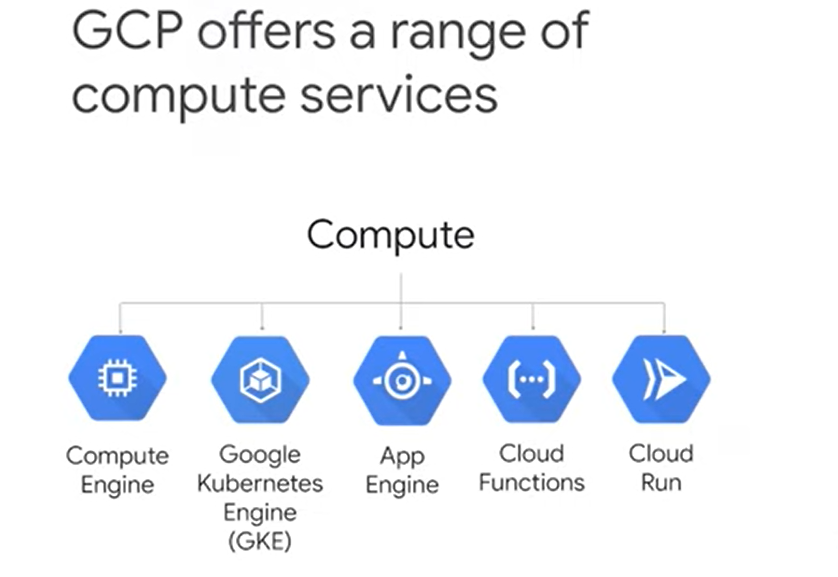 GCP offers a range of
compute services
Compute
Compute
Engine
Google
Kubernetes
Engine
(GKE)
App
Engine
Cloud
Functions
Cloud
Run